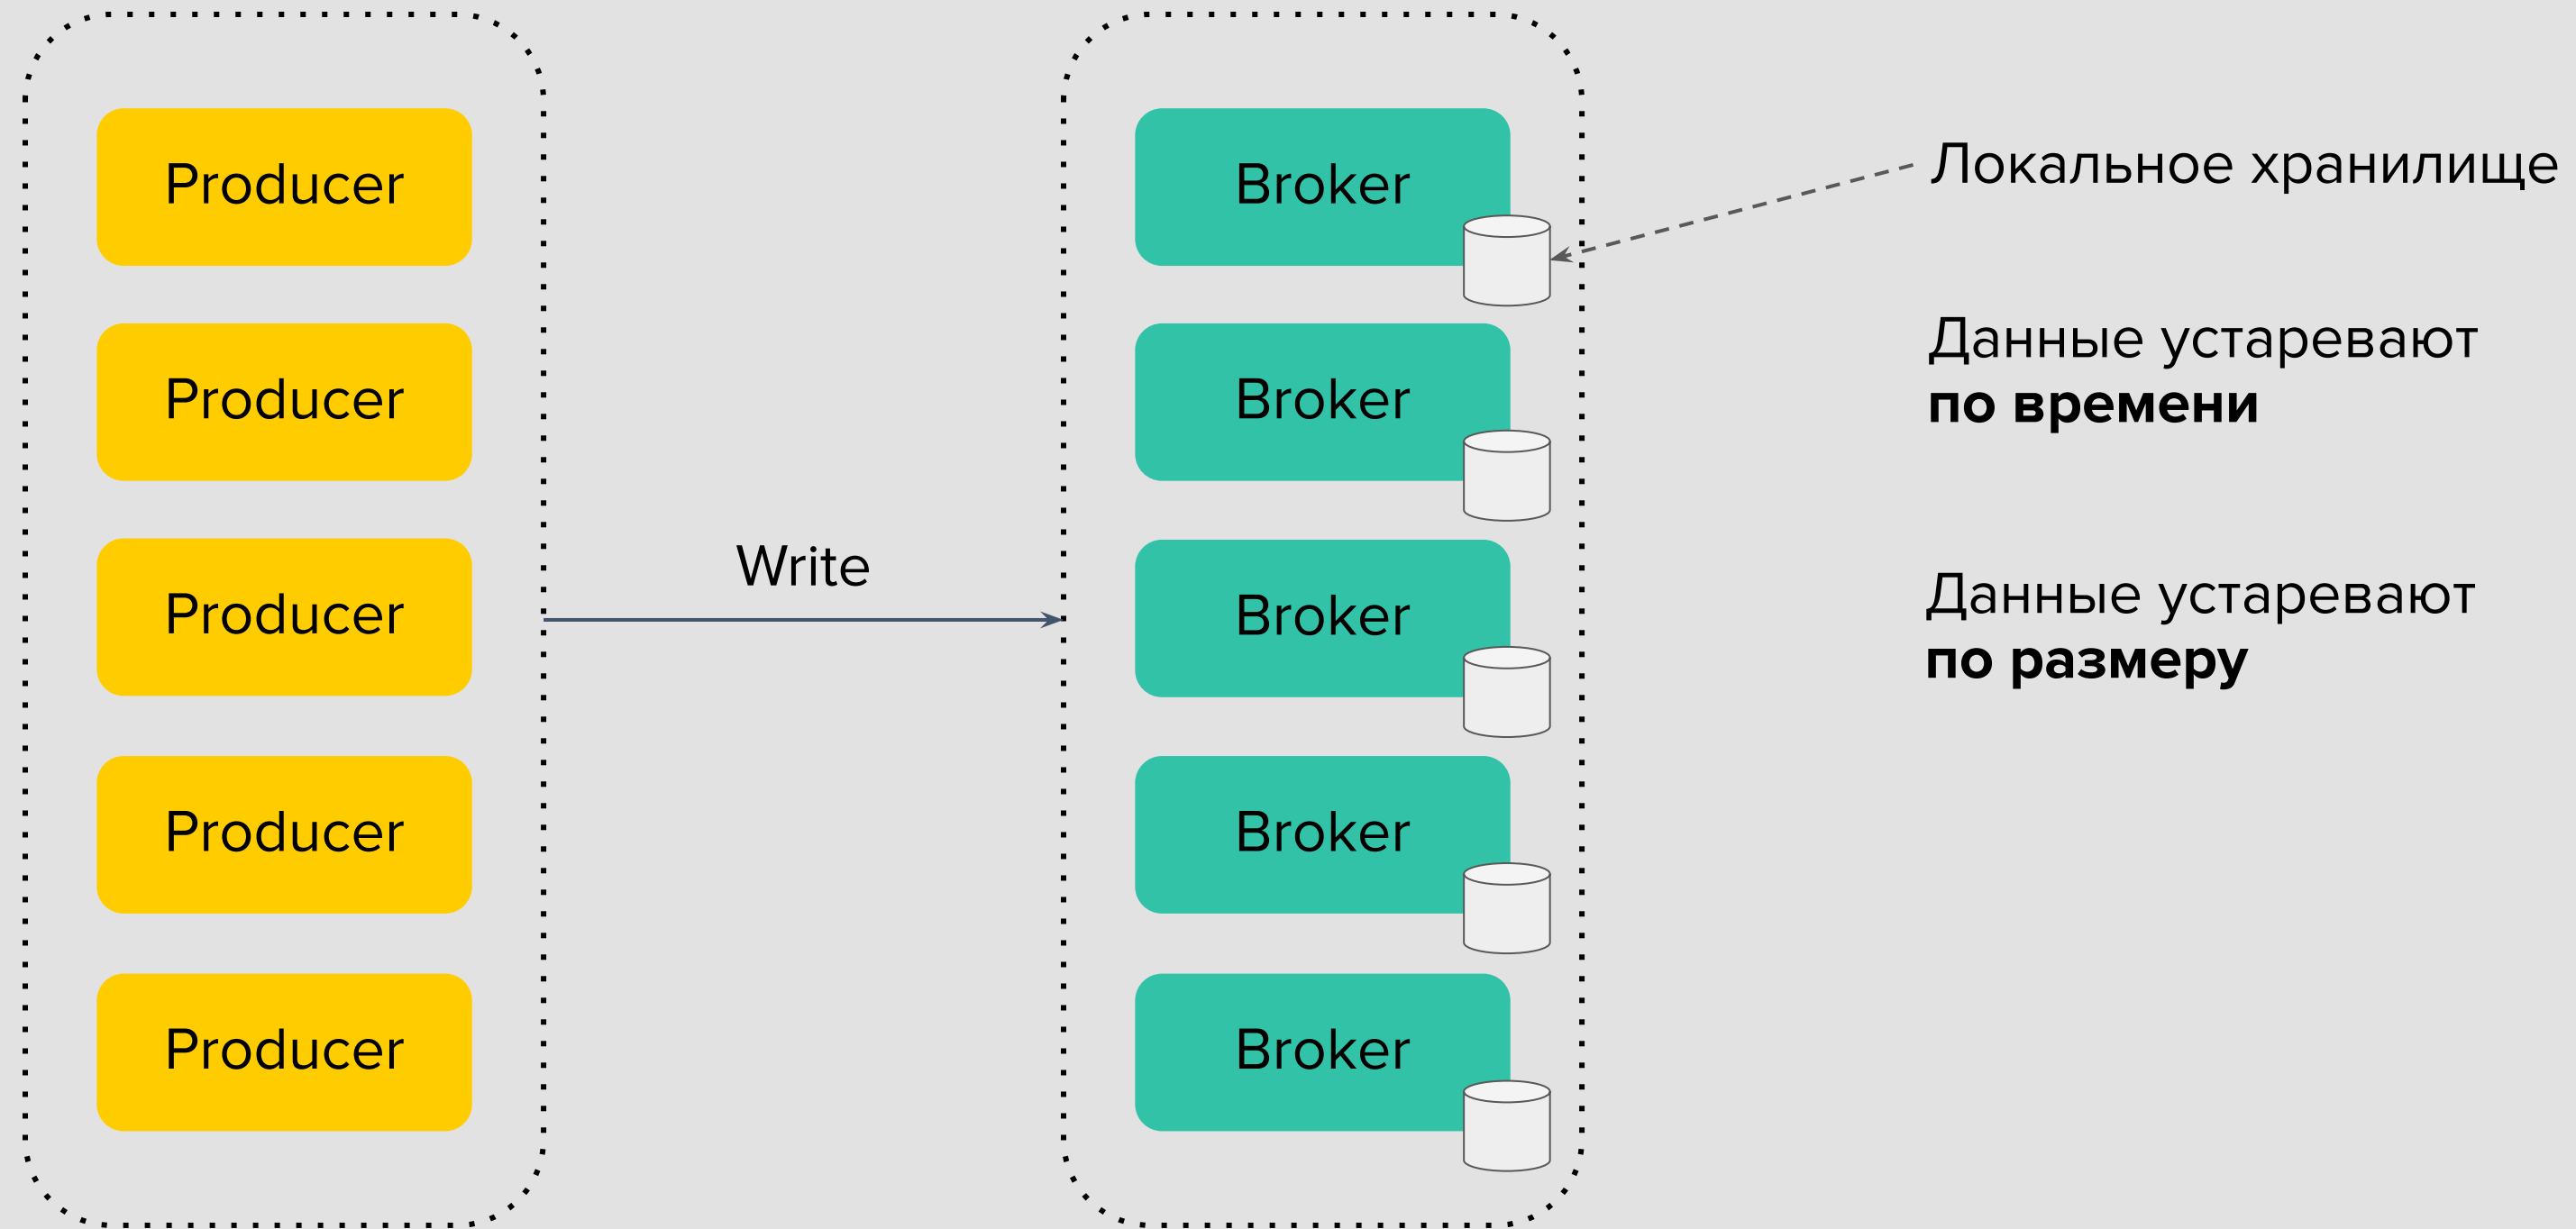 Producer
Producer
Producer
Producer
Producer
Write
Broker
Broker
Broker
Broker
Broker
Локальное хранилище
Данные устаревают
по времени
Данные устаревают
по размеру